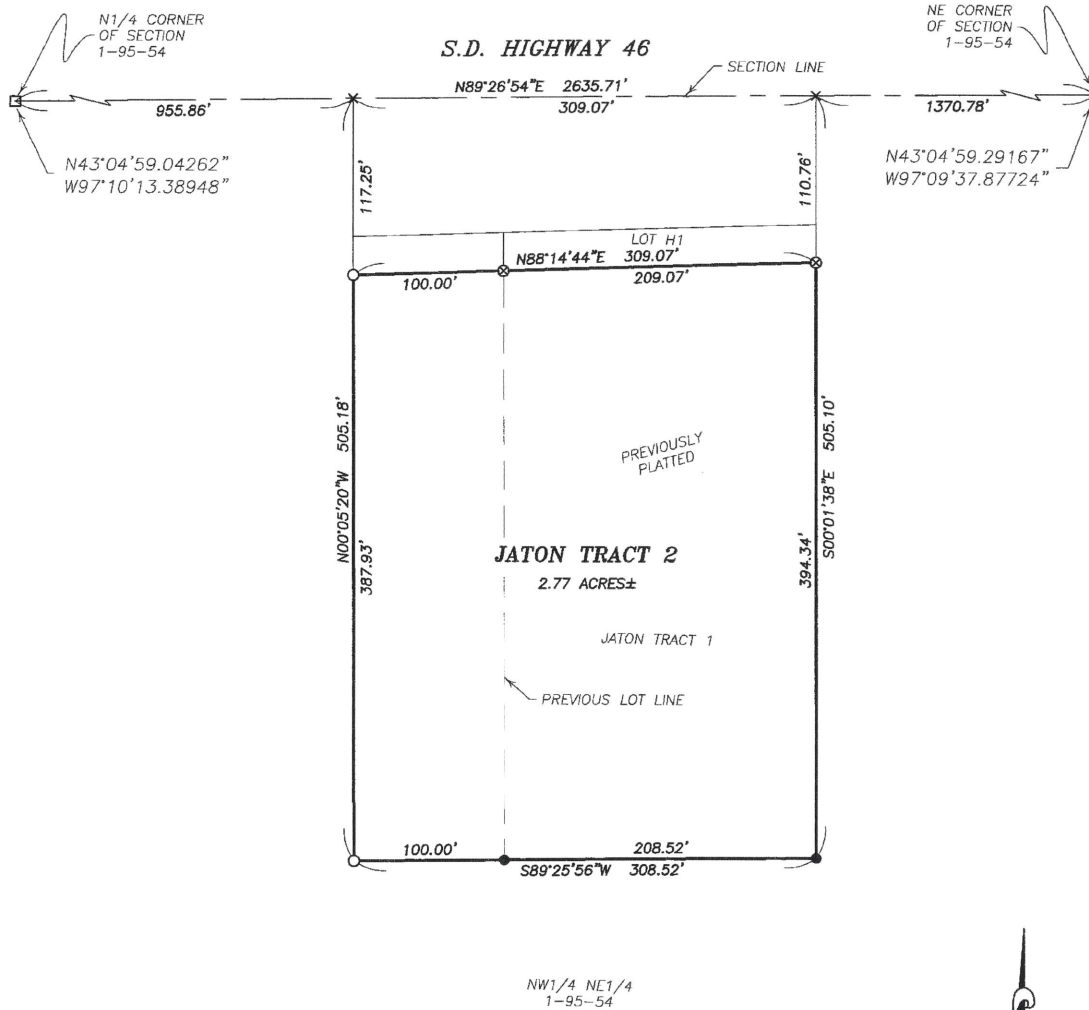 N1/4 CORNER
OF SECTION
1-95-54
S.D. HIGHWAY 46
NE CORNER
OF SECTION
1-95-54
SECTION LINE
N89°26'54"E 2635.71'
955.86'
309.07'
1370.78'
N43°04'59.04262"
W97°10'13.38948"
N43°04'59.29167"
W97°09'37.87724"
117.25'
110.76'
LOT H1
N88°14'44"E 309.07'
100.00'
209.07'
N00°05'20"W 505.18'
387.93'
S00°01'38"E 505.10'
394.34'
PREVIOUSLY
PLATTED
JATON TRACT 2
2.77 ACRES±
JATON TRACT 1
PREVIOUS LOT LINE
100.00'
208.52'
S89°25'56"W 308.52'
NW1/4 NE1/4
1-95-54